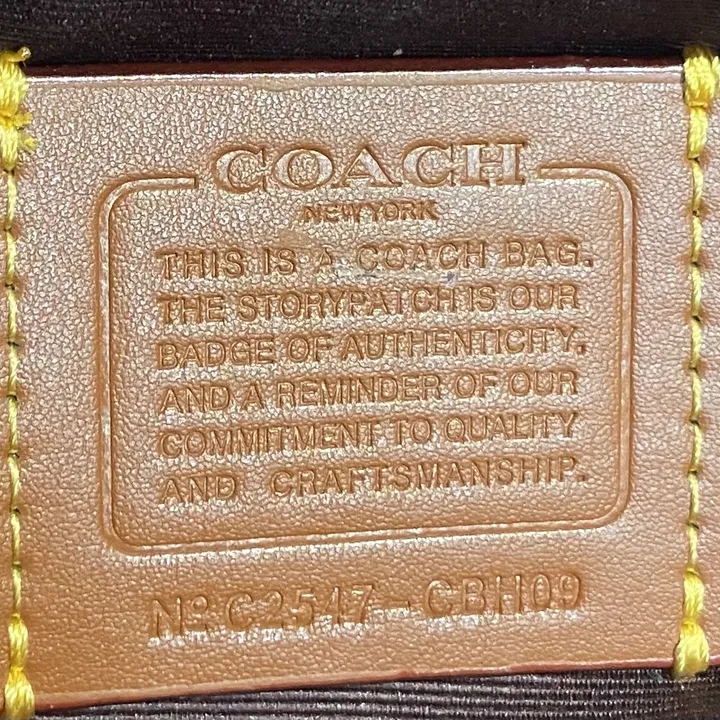 COACH
NEW YORK
THIS IS A COACH BAG.
THE STORYPATCH IS OUR
BADGE OF AUTHENTICITY,
AND A REMINDER OF OUR
COMMITMENT TO QUALITY
AND CRAFTSMANSHIP.
Nº C2547-CBH09